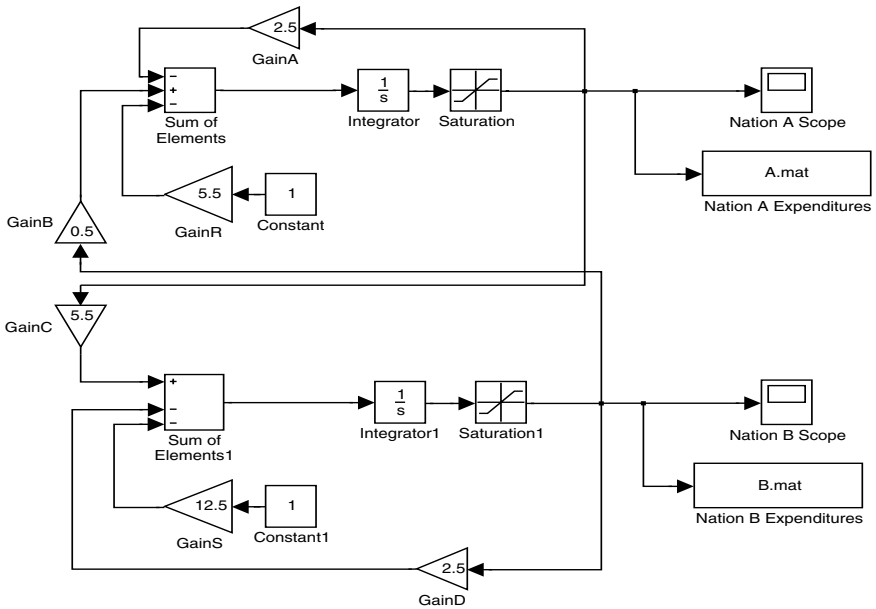 2.5
GainA
−
+
−
Sum of
Elements
1
s
Integrator
Saturation
Nation A Scope
A.mat
Nation A Expenditures
5.5
GainR
1
Constant
GainB
0.5
5.5
GainC
+
−
−
Sum of
Elements1
1
s
Integrator1
Saturation1
Nation B Scope
B.mat
Nation B Expenditures
12.5
GainS
1
Constant1
2.5
GainD